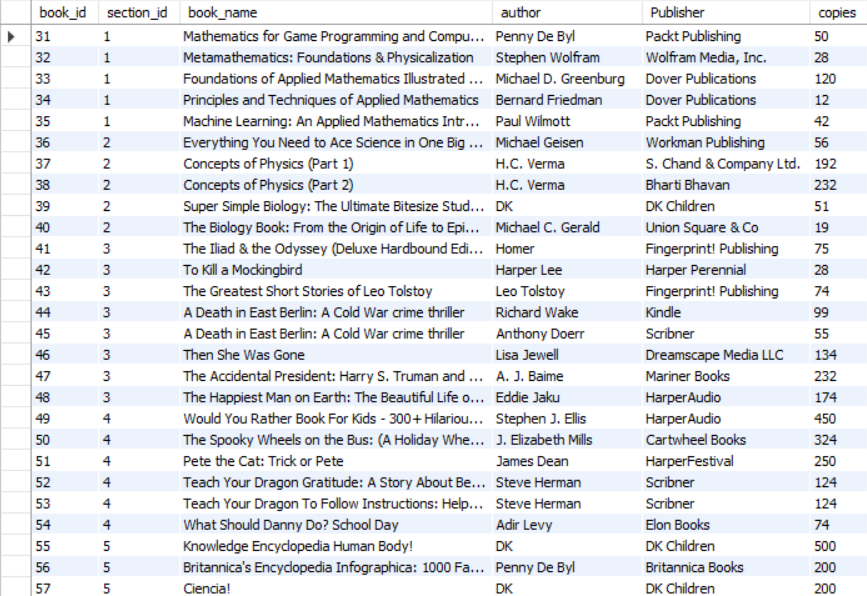 book_id section_id book_name author Publisher copies
31 1 Mathematics for Game Programming and Compu... Penny De Byl Packt Publishing 50
32 1 Metamathematics: Foundations & Physicalization Stephen Wolfram Wolfram Media, Inc. 28
33 1 Foundations of Applied Mathematics Illustrated ... Michael D. Greenburg Dover Publications 120
34 1 Principles and Techniques of Applied Mathematics Bernard Friedman Dover Publications 12
35 1 Machine Learning: An Applied Mathematics Intr... Paul Wilmott Packt Publishing 42
36 2 Everything You Need to Ace Science in One Big ... Michael Geisen Workman Publishing 56
37 2 Concepts of Physics (Part 1) H.C. Verma S. Chand & Company Ltd. 192
38 2 Concepts of Physics (Part 2) H.C. Verma Bharti Bhavan 232
39 2 Super Simple Biology: The Ultimate Bitesize Stud... DK DK Children 51
40 2 The Biology Book: From the Origin of Life to Epi... Michael C. Gerald Union Square & Co 19
41 3 The Iliad & the Odyssey (Deluxe Hardbound Edi... Homer Fingerprint! Publishing 75
42 3 To Kill a Mockingbird Harper Lee Harper Perennial 28
43 3 The Greatest Short Stories of Leo Tolstoy Leo Tolstoy Fingerprint! Publishing 74
44 3 A Death in East Berlin: A Cold War crime thriller Richard Wake Kindle 99
45 3 A Death in East Berlin: A Cold War crime thriller Anthony Doerr Scribner 55
46 3 Then She Was Gone Lisa Jewell Dreamscape Media LLC 134
47 3 The Accidental President: Harry S. Truman and ... A. J. Baime Mariner Books 232
48 3 The Happiest Man on Earth: The Beautiful Life o... Eddie Jaku HarperAudio 174
49 4 Would You Rather Book For Kids - 300+ Hilariou... Stephen J. Ellis HarperAudio 450
50 4 The Spooky Wheels on the Bus: (A Holiday Whe... J. Elizabeth Mills Cartwheel Books 324
51 4 Pete the Cat: Trick or Pete James Dean HarperFestival 250
52 4 Teach Your Dragon Gratitude: A Story About Be... Steve Herman Scribner 124
53 4 Teach Your Dragon To Follow Instructions: Help... Steve Herman Scribner 124
54 4 What Should Danny Do? School Day Adir Levy Elon Books 74
55 5 Knowledge Encyclopedia Human Body! DK DK Children 500
56 5 Britannica's Encyclopedia Infographica: 1000 Fa... Penny De Byl Britannica Books 200
57 5 Ciencia! DK DK Children 200